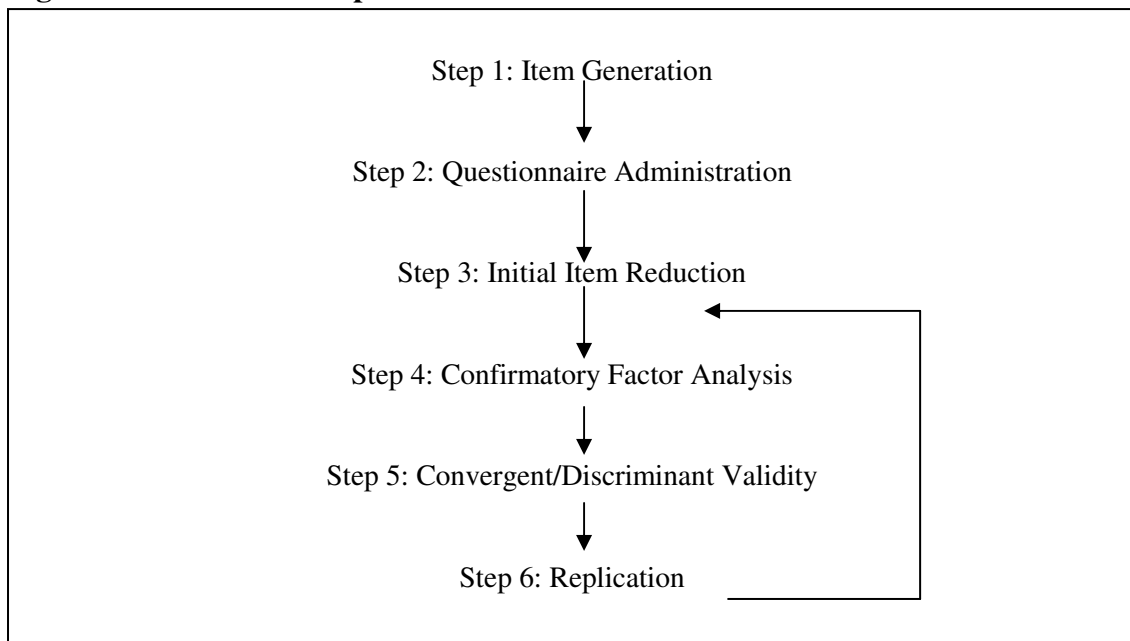 Step 1: Item Generation
Step 2: Questionnaire Administration
Step 3: Initial Item Reduction
Step 4: Confirmatory Factor Analysis
Step 5: Convergent/Discriminant Validity
Step 6: Replication